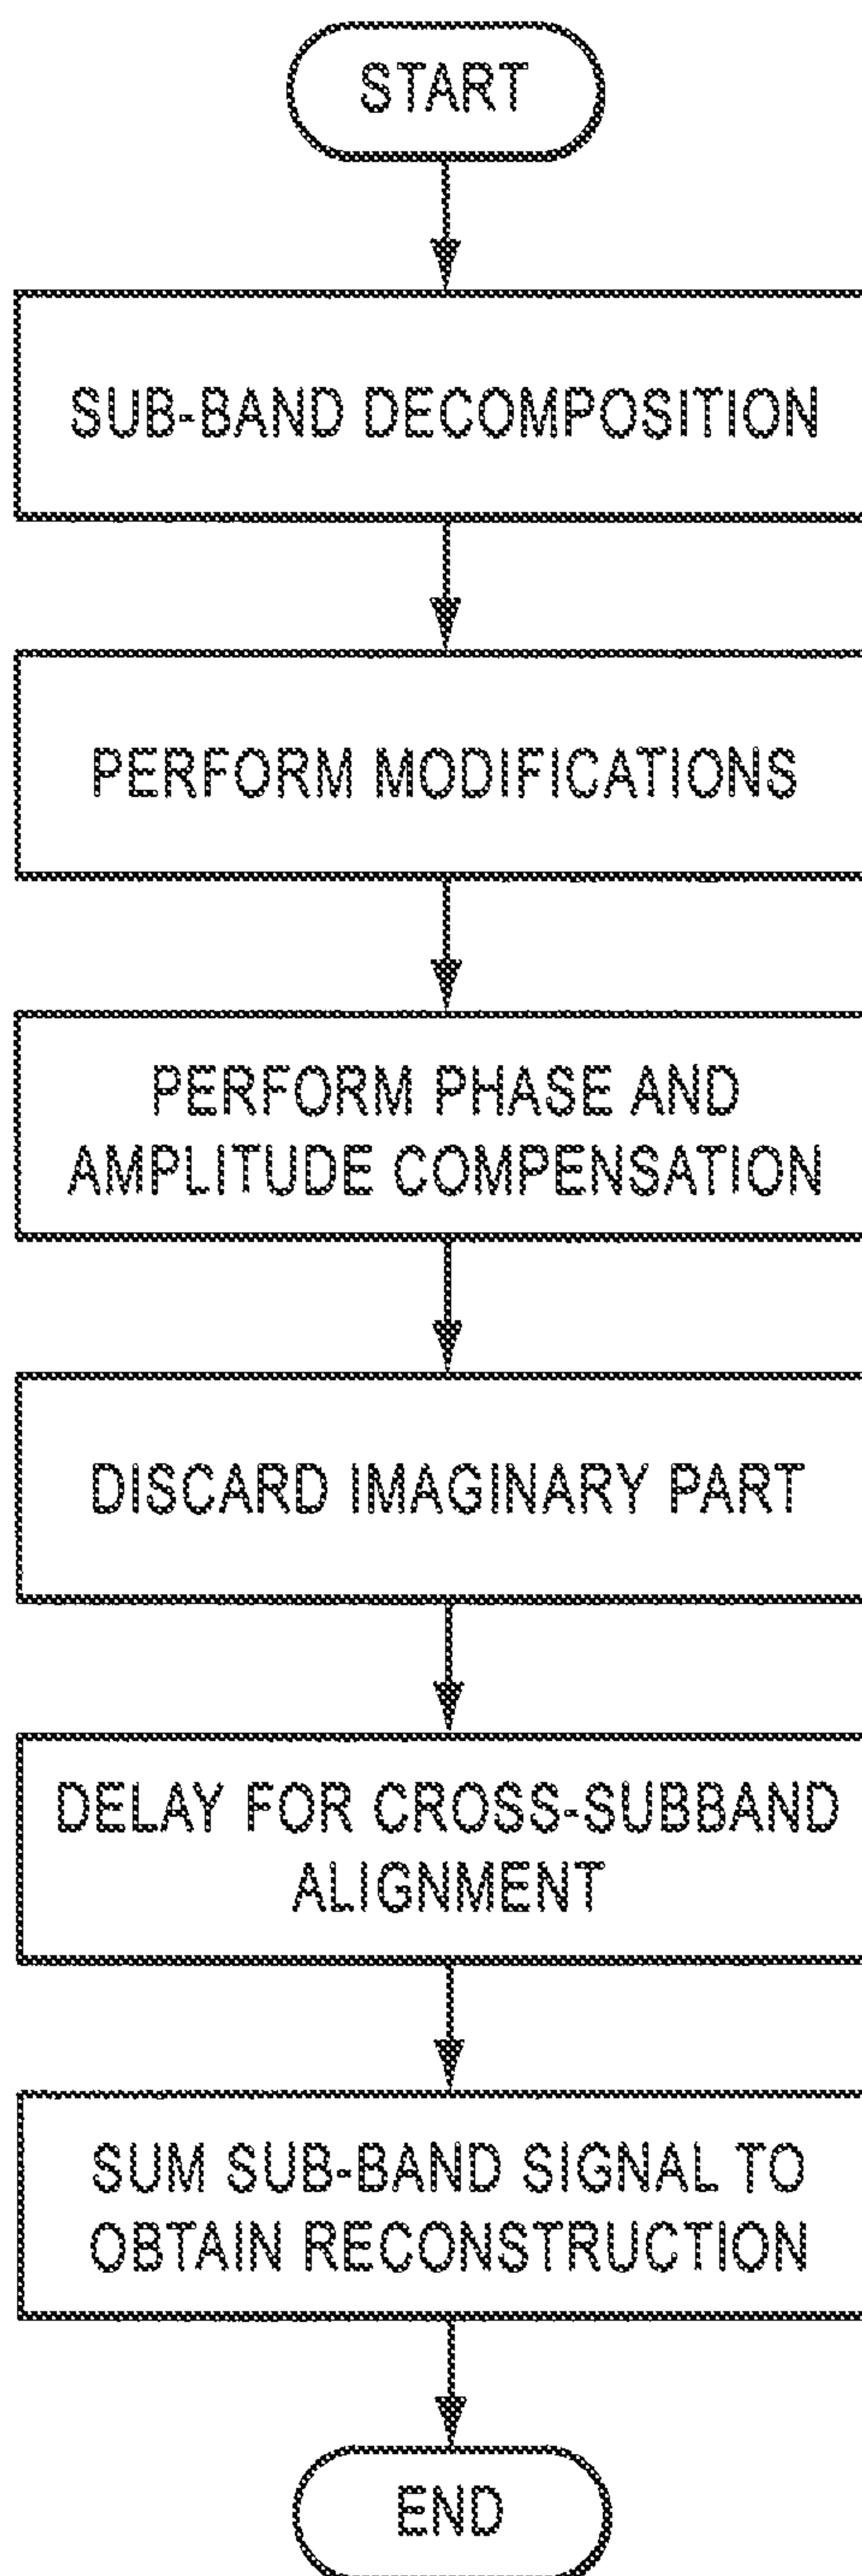 START
SUB-BAND DECOMPOSITION
PERFORM MODIFICATIONS
PERFORM PHASE AND
AMPLITUDE COMPENSATION
DISCARD IMAGINARY PART
DELAY FOR CROSS-SUBBAND
ALIGNMENT
SUM SUB-BAND SIGNAL TO
OBTAIN RECONSTRUCTION
END